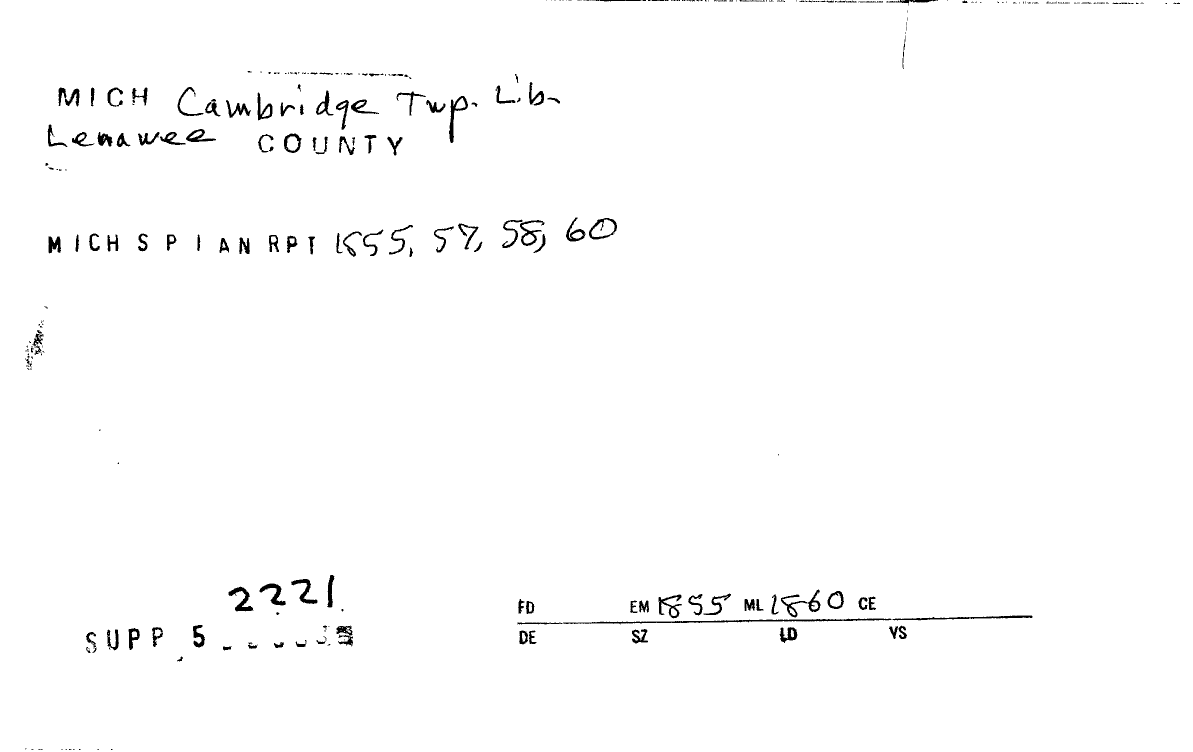 MICH Cambridge Twp. Lib.
Lenawee COUNTY
MICH S P I AN RPT 1855, 57, 58, 60
2221
SUPP 5
FD EM 1855 ML 1860 CE
DE SZ LD VS